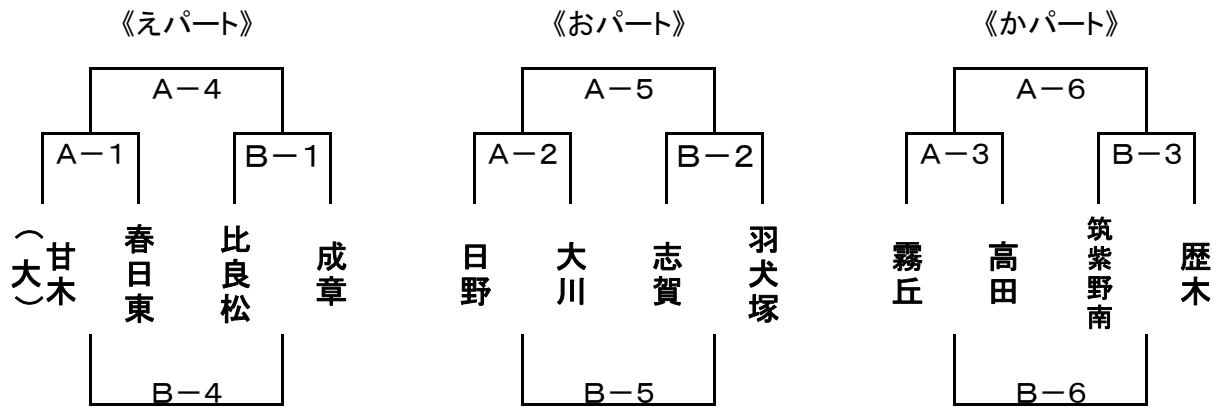 《えパート》
《おパート》
《かパート》
A－4
A－5
A－6
A－1
B－1
A－2
B－2
A－3
B－3
甘木
（大）
春日東
比良松
成章
日野
大川
志賀
羽犬塚
霧丘
高田
筑紫野南
歴木
B－4
B－5
B－6